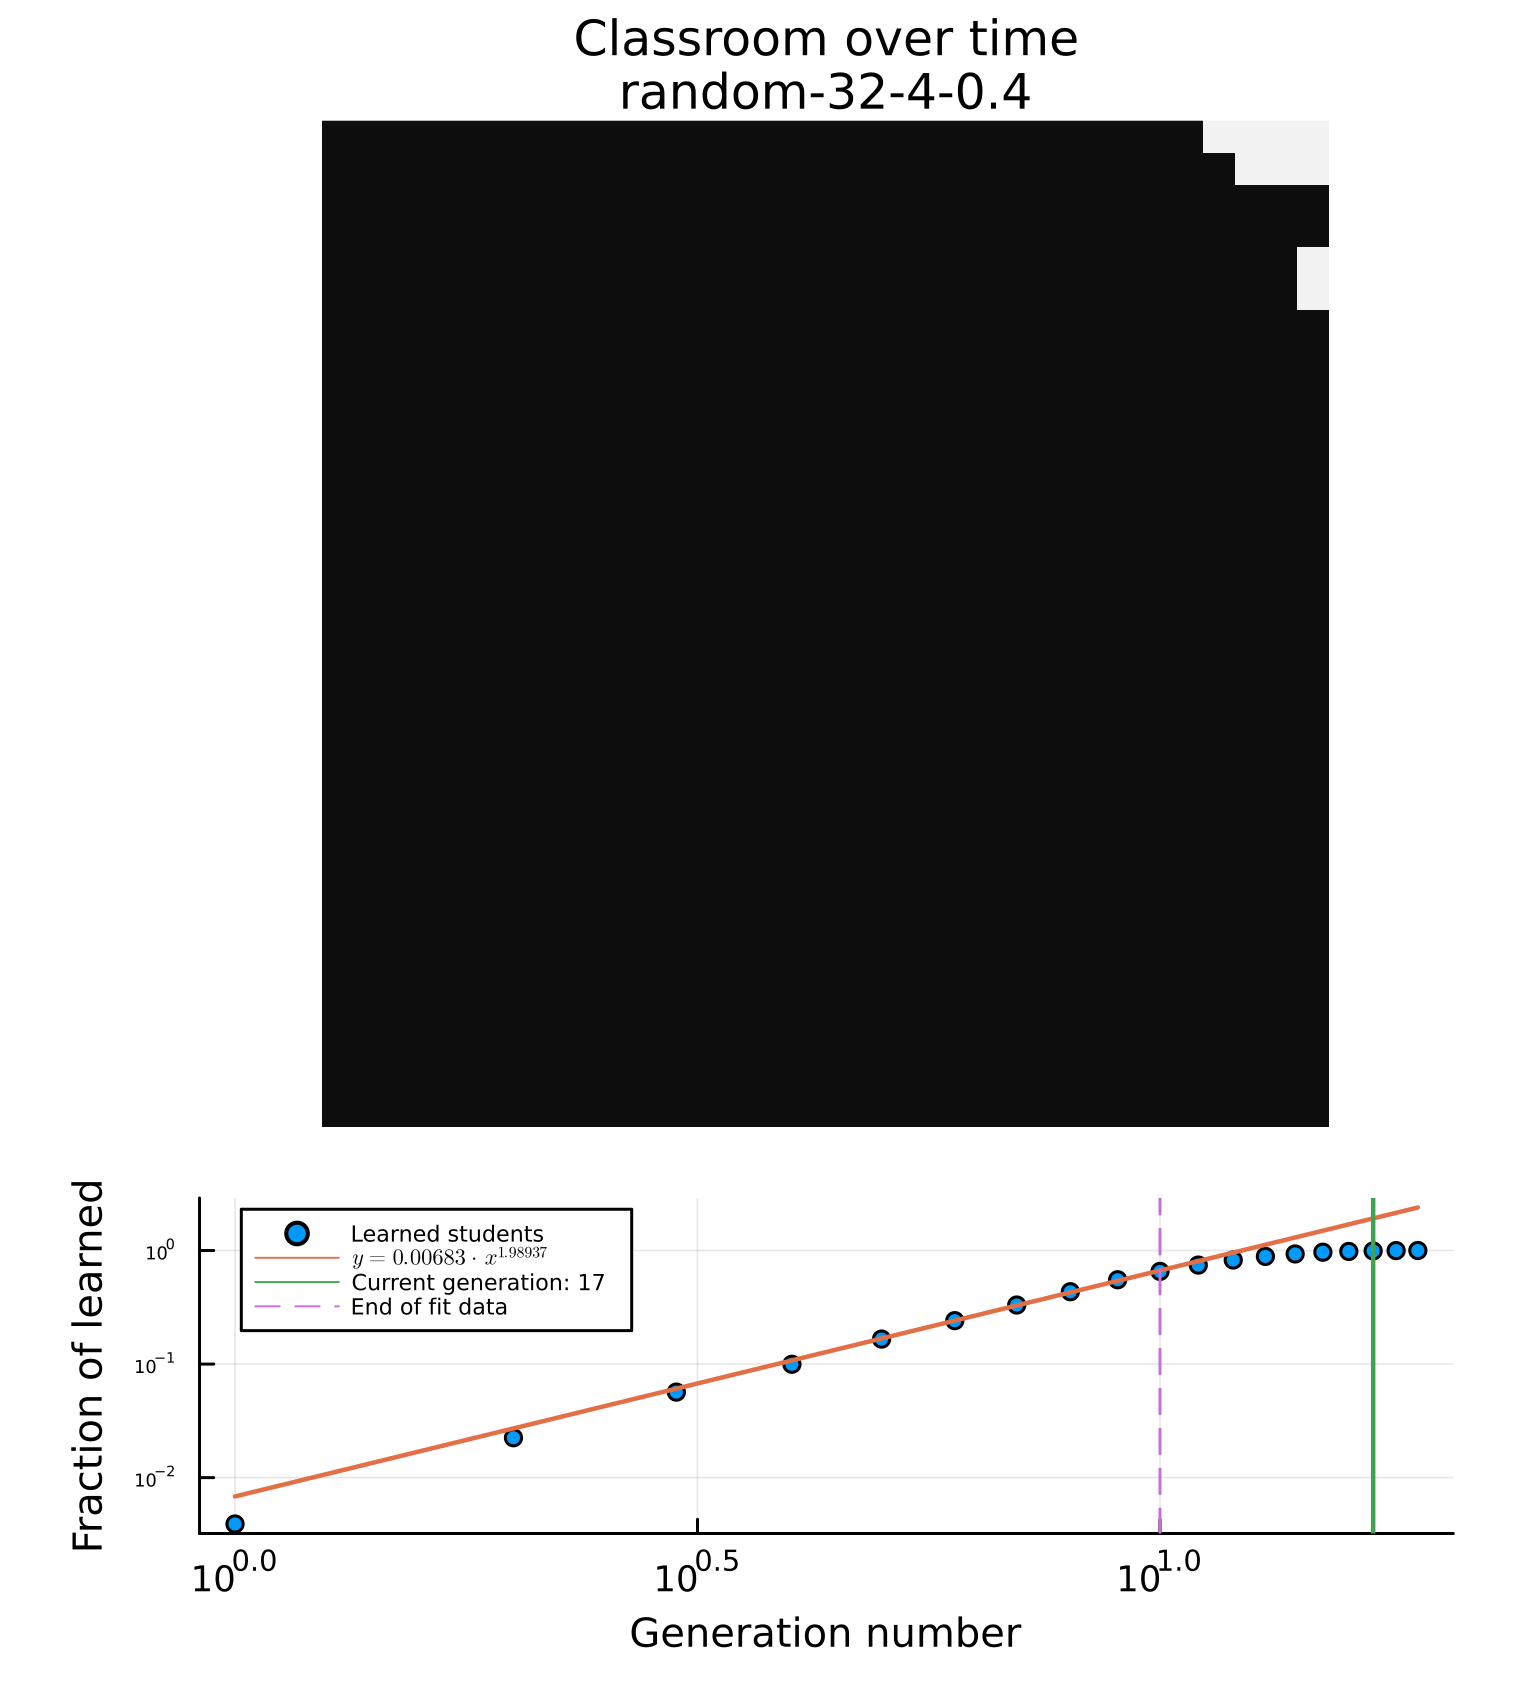 Classroom over time
random-32-4-0.4
Fraction of learned
10^0
10^-1
10^-2
Learned students
y = 0.00683 · x^1.98937
Current generation: 17
End of fit data
10^0.0 10^0.5 10^1.0
Generation number